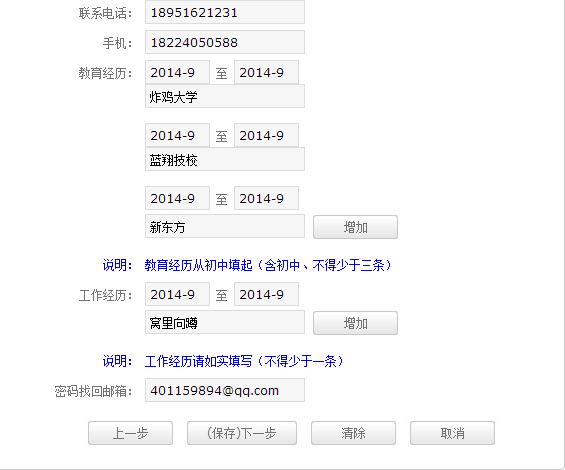 联系电话： 18951621231
手机： 18224050588
教育经历： 2014-9 至 2014-9
炸鸡大学
2014-9 至 2014-9
蓝翔技校
2014-9 至 2014-9
新东方 增加
说明： 教育经历从初中填起（含初中、不得少于三条）
工作经历： 2014-9 至 2014-9
窝里向蹲 增加
说明： 工作经历请如实填写（不得少于一条）
密码找回邮箱： 401159894@qq.com
上一步 (保存)下一步 清除 取消